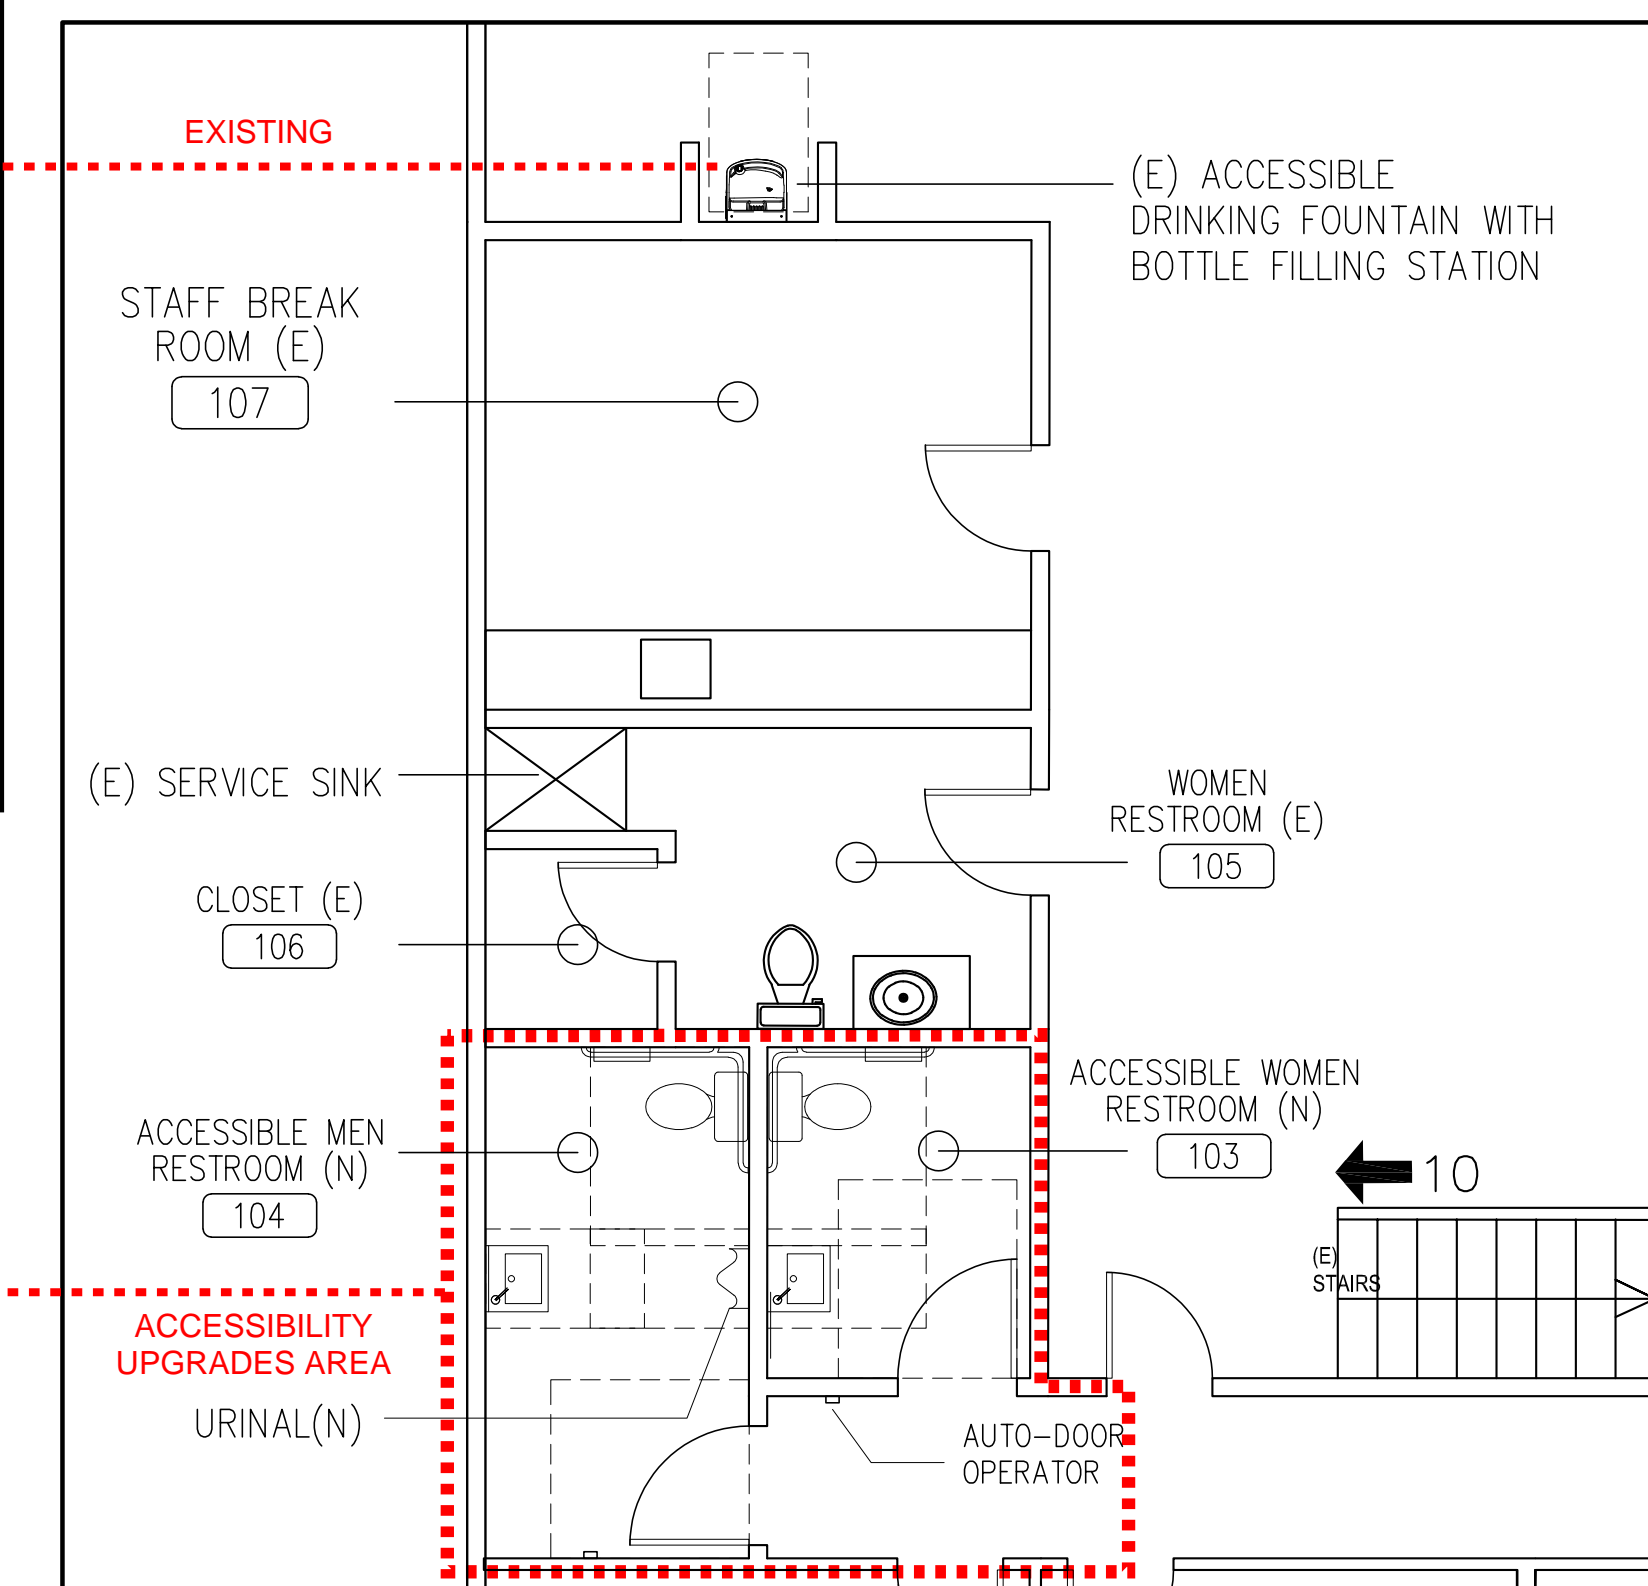 EXISTING
(E) ACCESSIBLE
DRINKING FOUNTAIN WITH
BOTTLE FILLING STATION
STAFF BREAK
ROOM (E)
107
(E) SERVICE SINK
WOMEN
RESTROOM (E)
105
CLOSET (E)
106
ACCESSIBLE WOMEN
RESTROOM (N)
103
ACCESSIBLE MEN
RESTROOM (N)
104
10
(E)
STAIRS
ACCESSIBILITY
UPGRADES AREA
URINAL(N)
AUTO-DOOR
OPERATOR